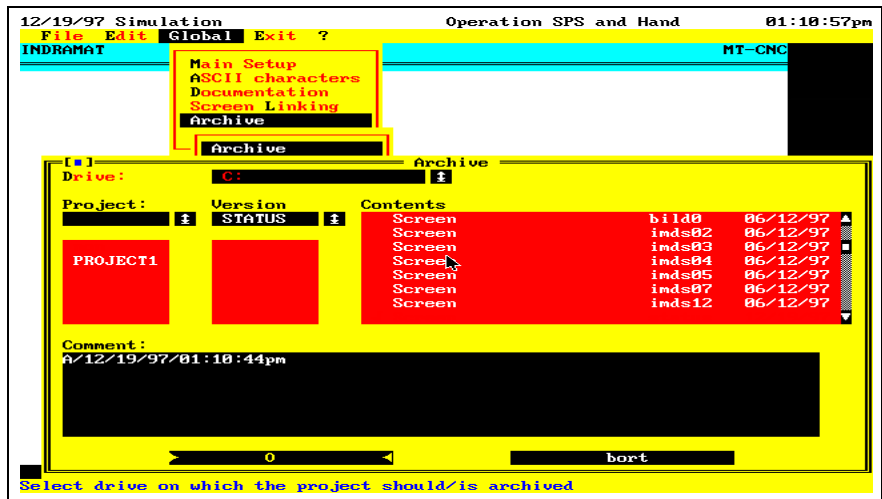 12/19/97 Simulation Operation SPS and Hand 01:10:57pm
File Edit Global Exit ?
INDRAMAT MT-CNC
Main Setup
ASCII characters
Documentation
Screen Linking
Archive
Archive
Archive
Drive: C:
Project: Version Contents
STATUS
Screen bild0 06/12/97
Screen imds02 06/12/97
Screen imds03 06/12/97
PROJECT1 Screen imds04 06/12/97
Screen imds05 06/12/97
Screen imds07 06/12/97
Screen imds12 06/12/97
Comment:
A/12/19/97/01:10:44pm
O bort
Select drive on which the project should/is archived